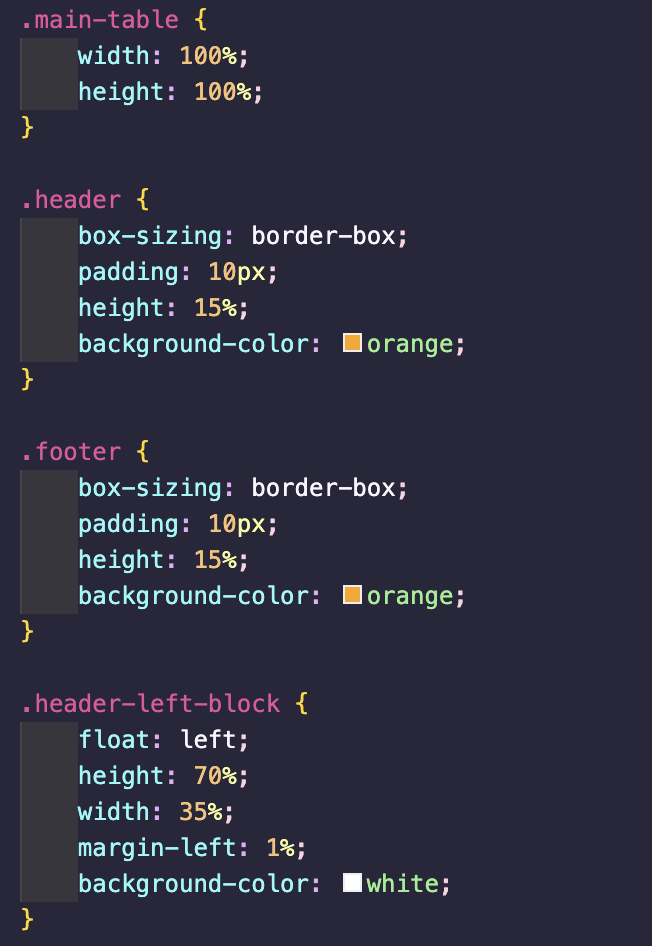 .main-table {
    width: 100%;
    height: 100%;
}

.header {
    box-sizing: border-box;
    padding: 10px;
    height: 15%;
    background-color: orange;
}

.footer {
    box-sizing: border-box;
    padding: 10px;
    height: 15%;
    background-color: orange;
}

.header-left-block {
    float: left;
    height: 70%;
    width: 35%;
    margin-left: 1%;
    background-color: white;
}